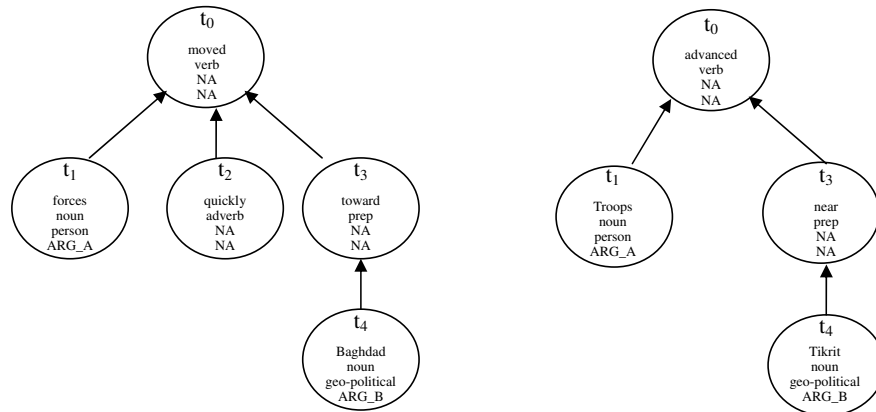 t₀
moved
verb
NA
NA
t₁
forces
noun
person
ARG_A
t₂
quickly
adverb
NA
NA
t₃
toward
prep
NA
NA
t₄
Baghdad
noun
geo-political
ARG_B
t₀
advanced
verb
NA
NA
t₁
Troops
noun
person
ARG_A
t₃
near
prep
NA
NA
t₄
Tikrit
noun
geo-political
ARG_B